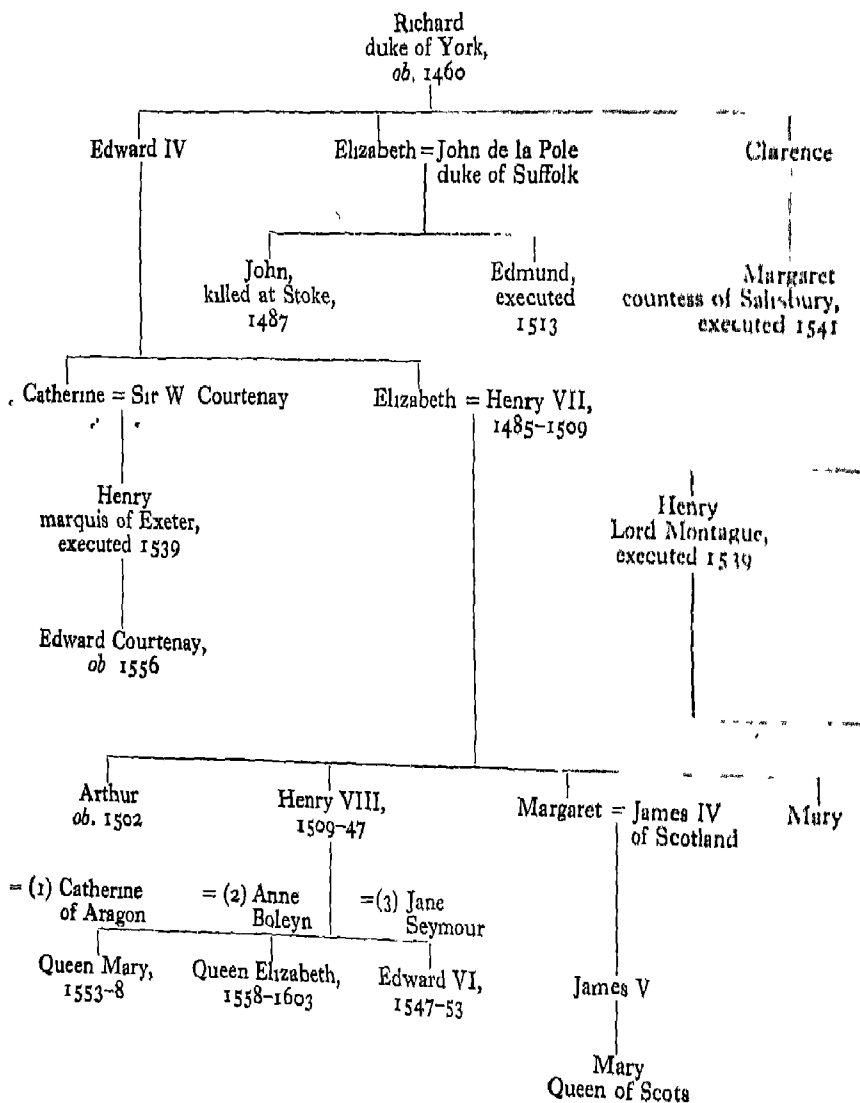 Richard
duke of York,
ob. 1460
Edward IV
Elizabeth = John de la Pole
duke of Suffolk
Clarence
John,
killed at Stoke,
1487
Edmund,
executed
1513
Margaret
countess of Salisbury,
executed 1541
Catherine = Sir W Courtenay
Elizabeth = Henry VII,
1485-1509
Henry
marquis of Exeter,
executed 1539
Henry
Lord Montague,
executed 1539
Edward Courtenay,
ob 1556
Arthur
ob. 1502
Henry VIII,
1509-47
Margaret = James IV
of Scotland
Mary
= (1) Catherine
of Aragon
= (2) Anne
Boleyn
=(3) Jane
Seymour
Queen Mary,
1553-8
Queen Elizabeth,
1558-1603
Edward VI,
1547-53
James V
Mary
Queen of Scots